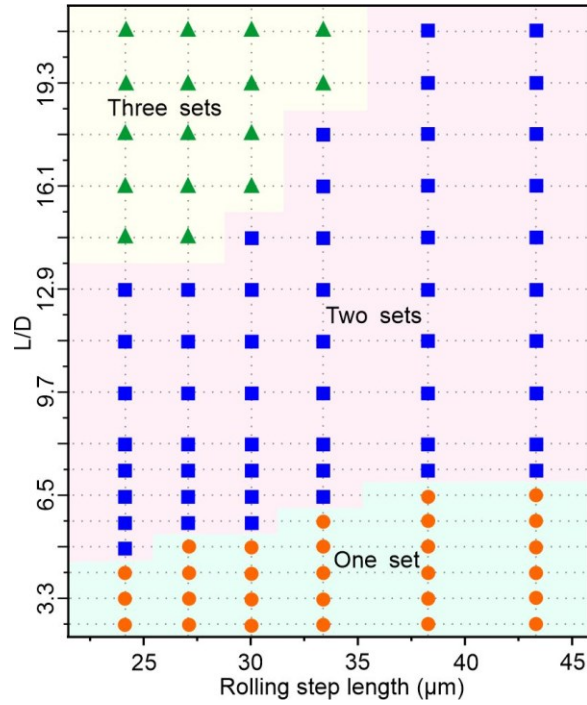 19.3
Three sets
16.1
12.9
Two sets
L/D
9.7
6.5
One set
3.3
25 30 35 40 45
Rolling step length (μm)